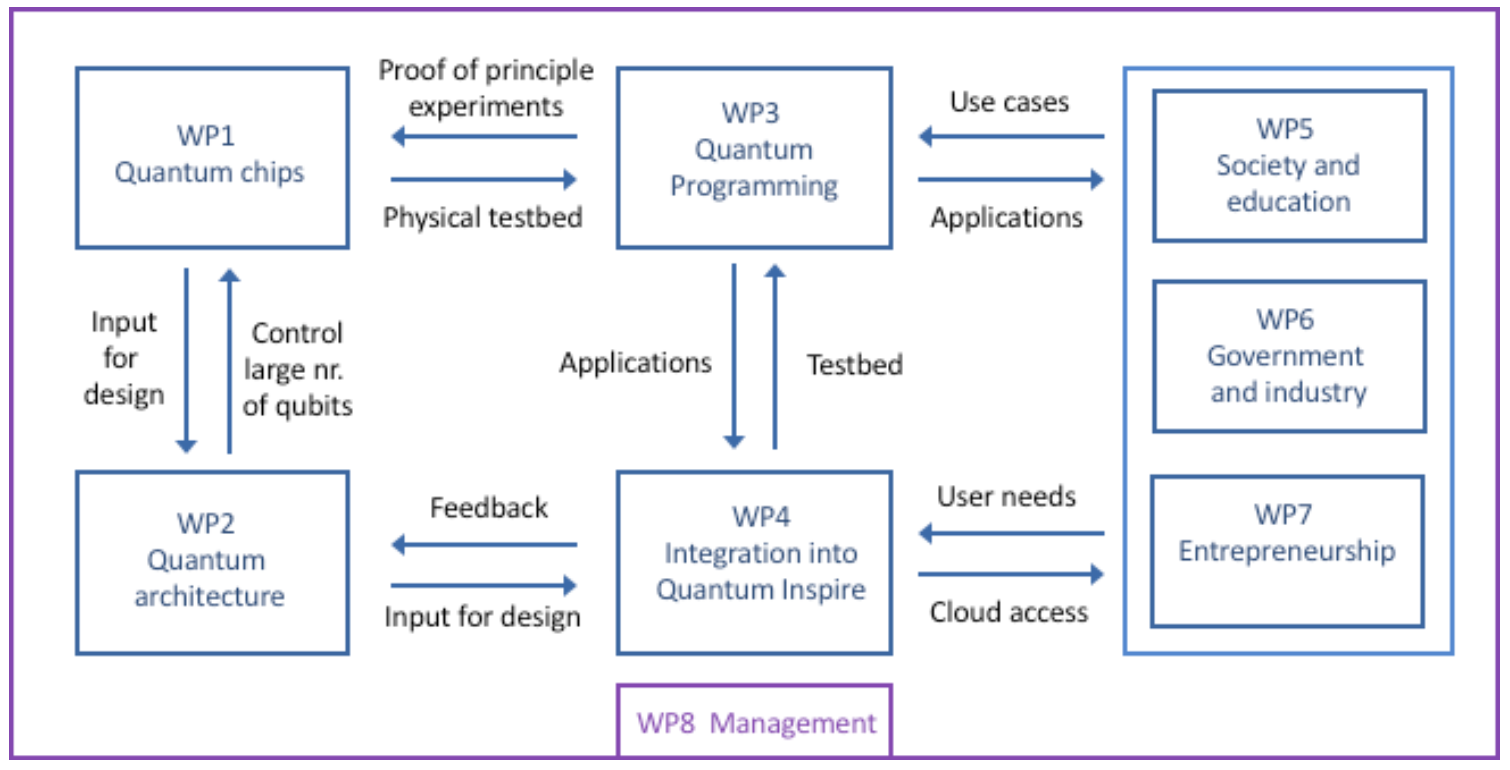 WP1
Quantum chips
Proof of principle
experiments
Physical testbed
WP3
Quantum
Programming
Use cases
Applications
WP5
Society and
education
WP6
Government
and industry
WP7
Entrepreneurship
Input
for
design
Control
large nr.
of qubits
Applications
Testbed
WP2
Quantum
architecture
Feedback
Input for design
WP4
Integration into
Quantum Inspire
User needs
Cloud access
WP8 Management